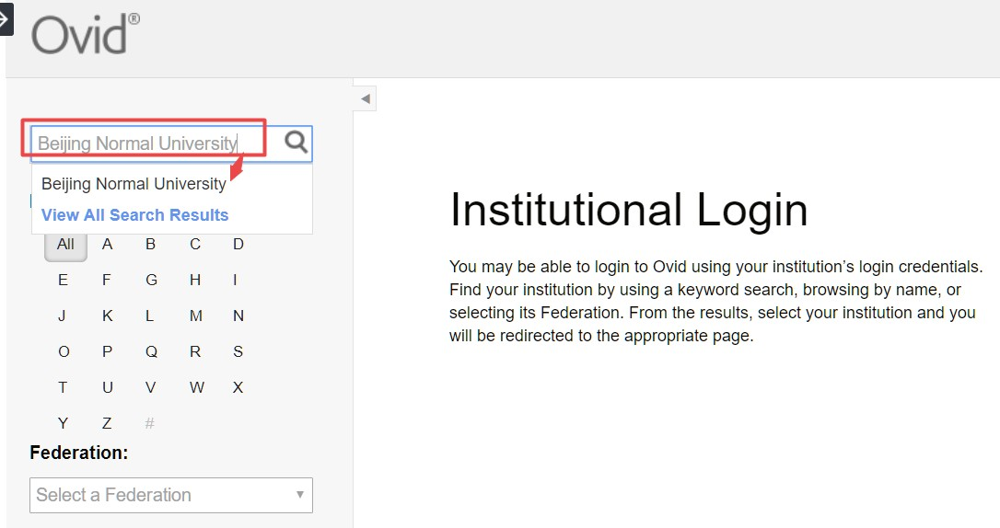 Ovid®
Beijing Normal University
Beijing Normal University
View All Search Results
All A B C D
E F G H I
J K L M N
O P Q R S
T U V W X
Y Z #
Federation:
Select a Federation
Institutional Login
You may be able to login to Ovid using your institution’s login credentials.
Find your institution by using a keyword search, browsing by name, or
selecting its Federation. From the results, select your institution and you
will be redirected to the appropriate page.